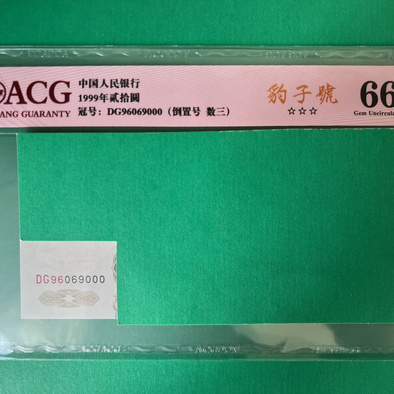 ACG
ANG GUARANTY
中国人民银行
1999年贰拾圆
冠号：DG96069000（倒置号 数三）
豹子號
☆☆☆
66
Gem Uncircula
DG96069000